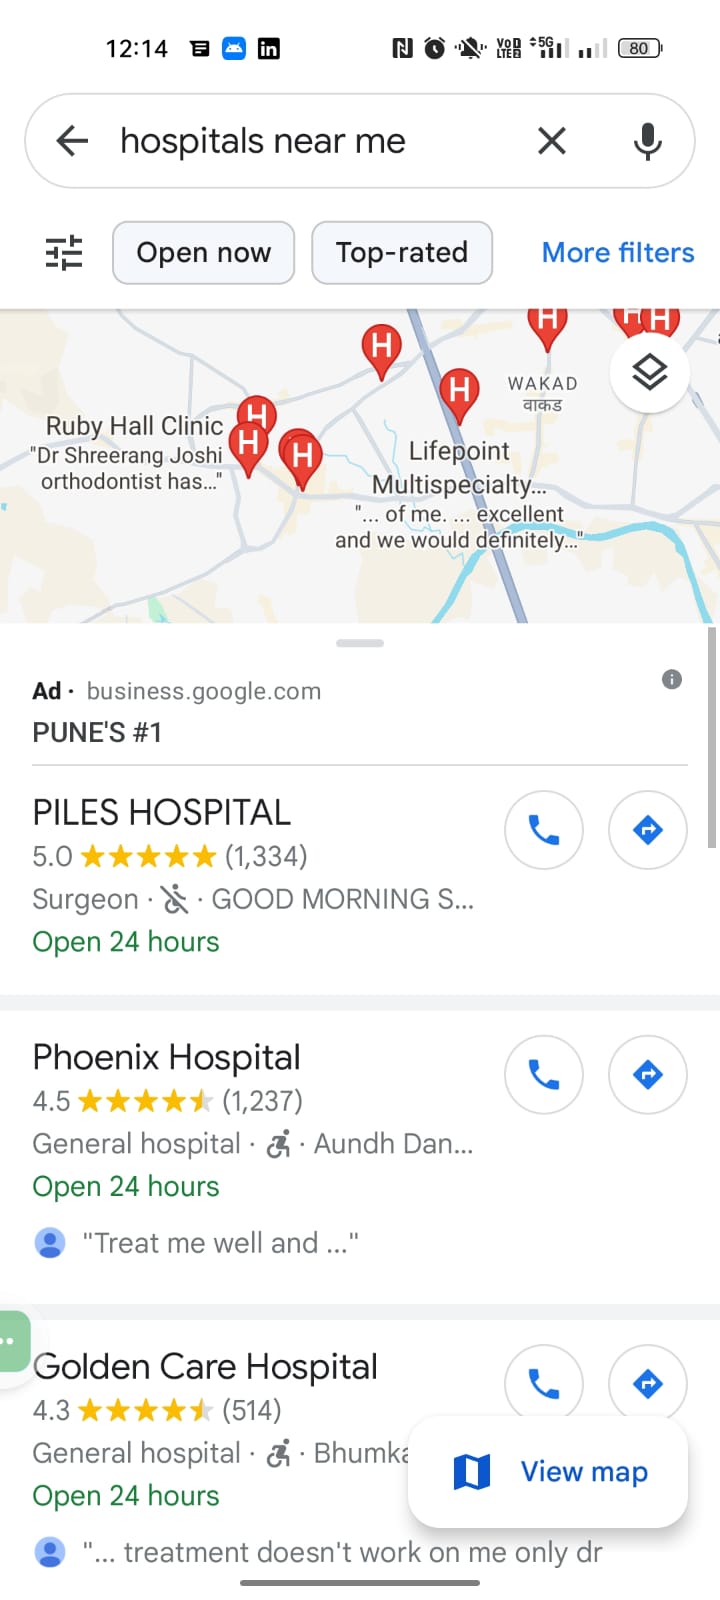 12:14
VoD LTE2 5G 80
hospitals near me
Open now
Top-rated
More filters
H H
H
H
H
H
H
H
WAKAD
वाकड
Ruby Hall Clinic
"Dr Shreerang Joshi
orthodontist has..."
Lifepoint
Multispecialty...
"... of me. ... excellent
and we would definitely..."
Ad · business.google.com
PUNE'S #1
PILES HOSPITAL
5.0 (1,334)
Surgeon · · GOOD MORNING S...
Open 24 hours
Phoenix Hospital
4.5 (1,237)
General hospital · · Aundh Dan...
Open 24 hours
"Treat me well and ..."
Golden Care Hospital
4.3 (514)
General hospital · · Bhumka
Open 24 hours
View map
"... treatment doesn't work on me only dr